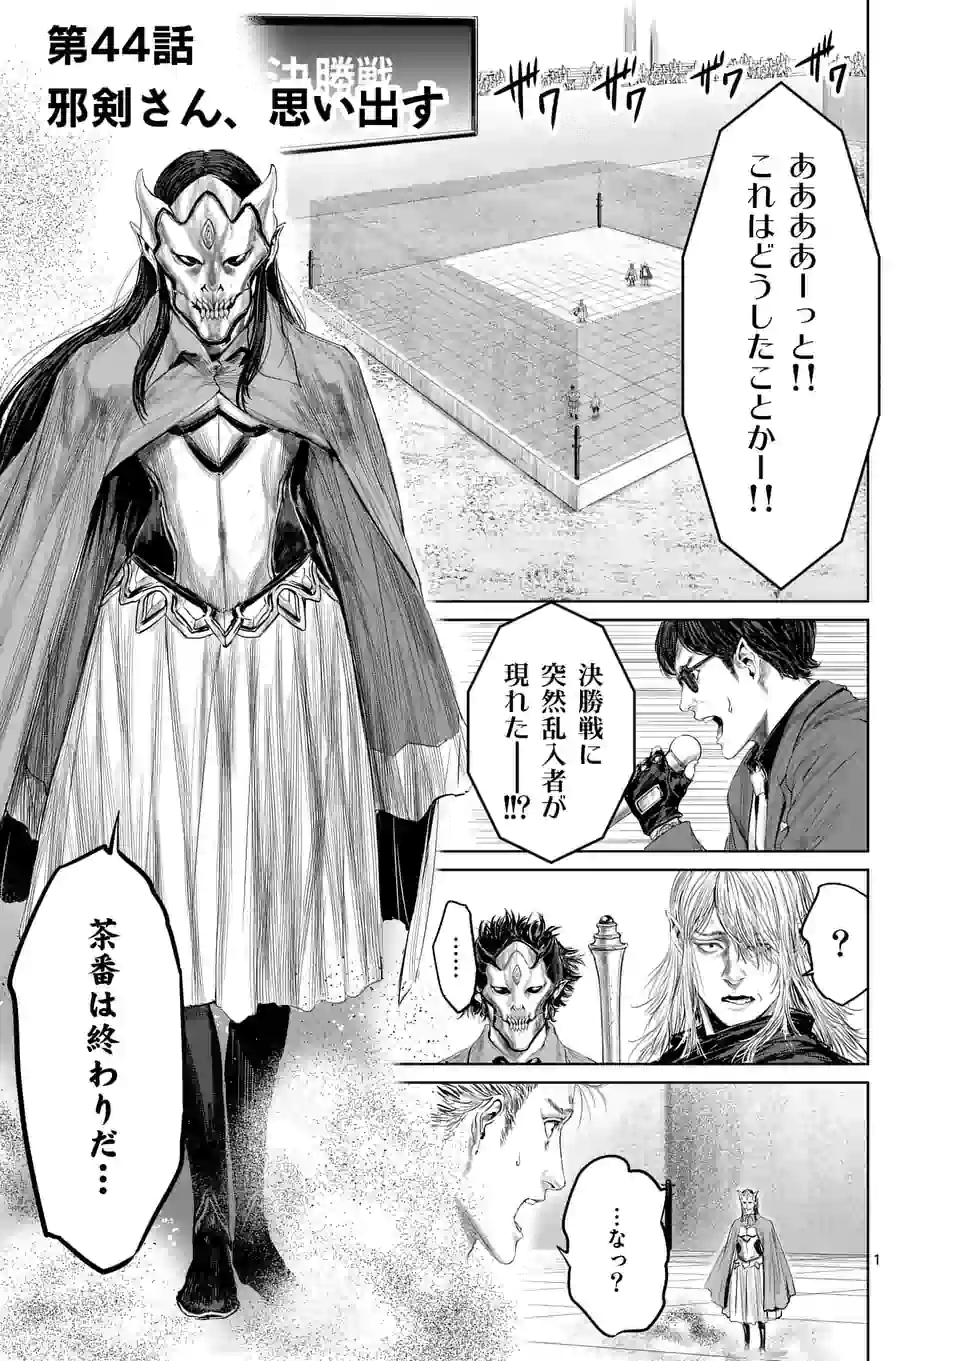 第44話
邪剣さん、思い出す
決勝戦
ザワ
ザワ
ザワ
ザワ
ああああーっと!!
これはどうしたことかー!!
決勝戦に
突然乱入者が
現れた――!!?
?
……
茶番は終わりだ…
…なっ?
1